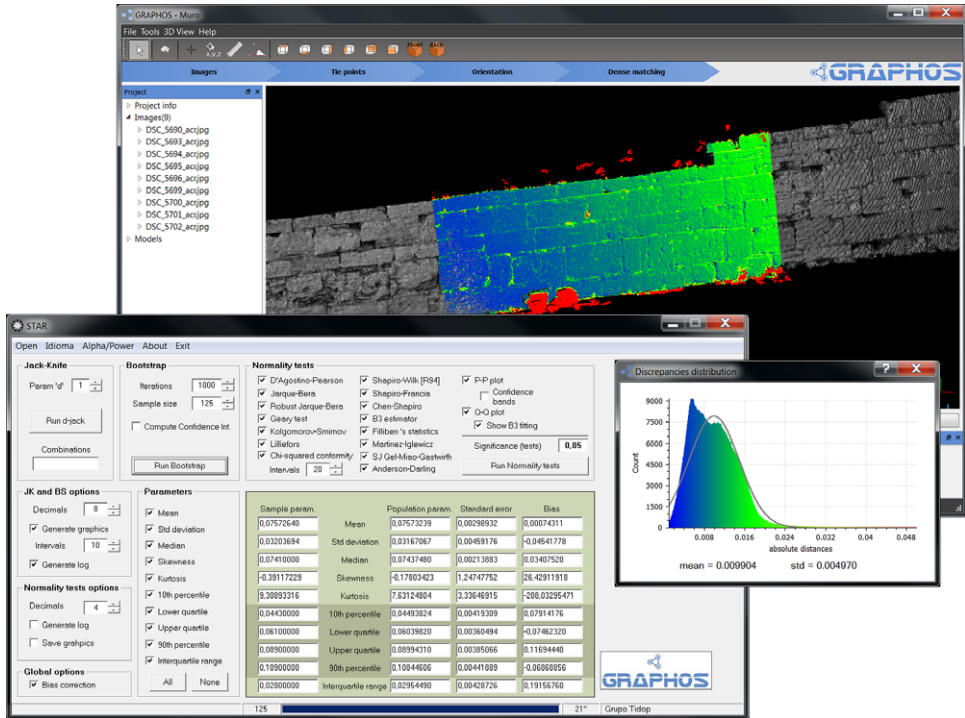 GRAPHOS - Muro
File Tools 3D View Help
x,y,z
FRONT BACK
Images Tie points Orientation Dense matching
GRAPHOS
Project
Project info
Images(9)
DSC_5690_acr.jpg
DSC_5693_acr.jpg
DSC_5694_acr.jpg
DSC_5695_acr.jpg
DSC_5696_acr.jpg
DSC_5699_acr.jpg
DSC_5700_acr.jpg
DSC_5701_acr.jpg
DSC_5702_acr.jpg
Models
STAR
Open Idioma Alpha/Power About Exit
Jack-Knife
Param 'd' 1
Run d-jack
Combinations
Bootstrap
Iterations 1000
Sample size 125
Compute Confidence Int.
Run Bootstrap
Normality tests
D'Agostino-Pearson
Jarque-Bera
Robust Jarque-Bera
Geary test
Kolgomorov-Smirnov
Lilliefors
Chi-squared conformity
Intervals 20
Shapiro-Wilk [R94]
Shapiro-Francia
Chen-Shapiro
B3 estimator
Filliben 's statistics
Martinez-Iglewicz
SJ Gel-Miao-Gastwirth
Anderson-Darling
P-P plot
Confidence
bands
Q-Q plot
Show B3 fitting
Significance (tests) 0,05
Run Normality tests
JK and BS options
Decimals 8
Generate graphics
Intervals 10
Generate log
Normality tests options
Decimals 4
Generate log
Save grahpics
Global options
Bias correction
Parameters
Mean
Std deviation
Median
Skewness
Kurtosis
10th percentile
Lower quartile
Upper quartile
90th percentile
Interquartile range
All None
Sample param. Population param. Standard error Bias
0,07572640 Mean 0,07573239 0,00298932 0,00074311
0,03203694 Std deviation 0,03167067 0,00459176 -0,04541778
0,07410000 Median 0,07437480 0,00213883 0,03407520
-0,39117229 Skewness -0,17803423 1,24747752 26,42911918
9,30893316 Kurtosis 7,63124804 3,33646915 -208,03295471
0,04430000 10th percentile 0,04493824 0,00419309 0,07914176
0,06100000 Lower quartile 0,06039820 0,00360494 -0,07462320
0,08900000 Upper quartile 0,08994310 0,00385066 0,11694440
0,10900000 90th percentile 0,10844606 0,00441889 -0,06868856
0,02800000 Interquartile range 0,02954490 0,00428726 0,19156760
GRAPHOS
125 21'' Grupo Tidop
Discrepancies distribution
Count
9000
7500
6000
4500
3000
1500
0
0.008 0.016 0.024 0.032 0.04 0.048
absolute distances
mean = 0.009904 std = 0.004970